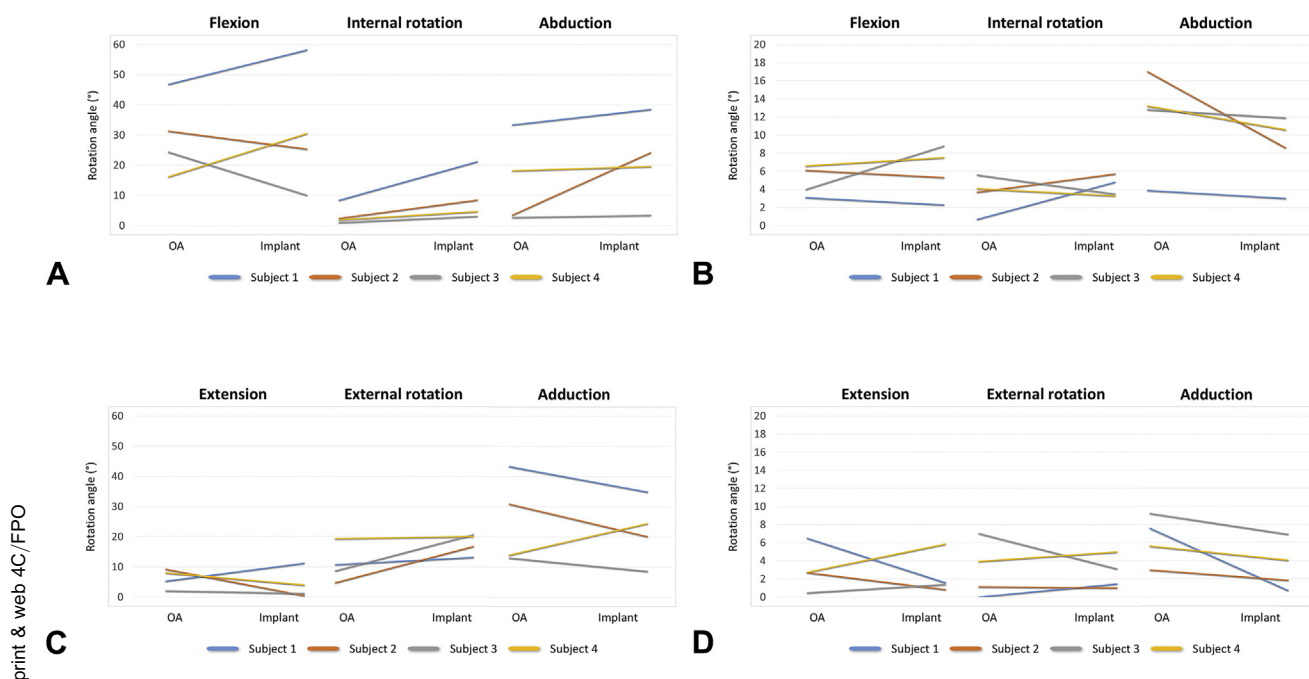 Flexion Internal rotation Abduction
60
50
40
30
20
10
0
Rotation angle (°)
OA Implant OA Implant OA Implant
A
Subject 1 Subject 2 Subject 3 Subject 4
Flexion Internal rotation Abduction
20
18
16
14
12
10
8
6
4
2
0
Rotation angle (°)
OA Implant OA Implant OA Implant
B
Subject 1 Subject 2 Subject 3 Subject 4
Extension External rotation Adduction
60
50
40
30
20
10
0
Rotation angle (°)
OA Implant OA Implant OA Implant
C
Subject 1 Subject 2 Subject 3 Subject 4
Extension External rotation Adduction
20
18
16
14
12
10
8
6
4
2
0
Rotation angle (°)
OA Implant OA Implant OA Implant
D
Subject 1 Subject 2 Subject 3 Subject 4
print & web 4C/FPO